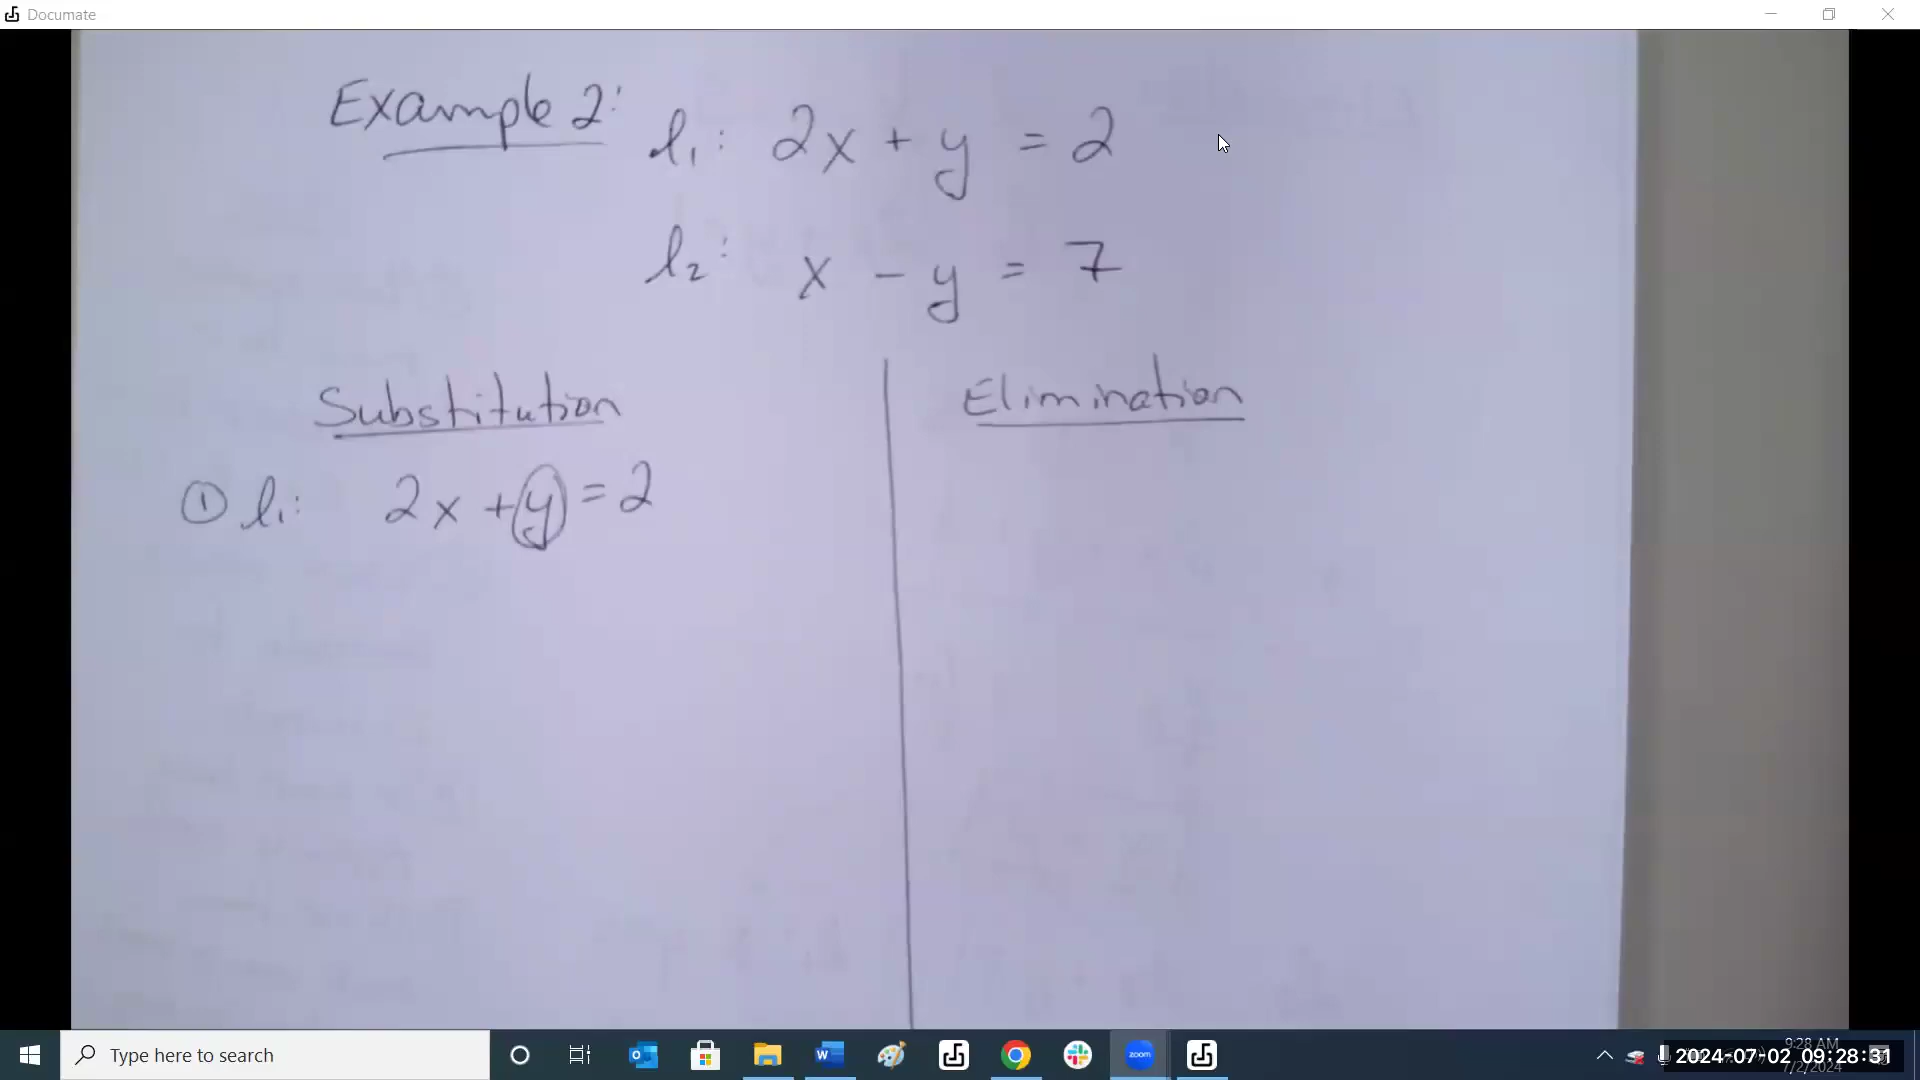 Documate
Example 2:
l₁: 2x + y = 2
l₂: x - y = 7
Substitution
Elimination
① l₁: 2x + y = 2
Type here to search
zoom
9:28 AM
2024-07-02 09:28:31
7/2/2024